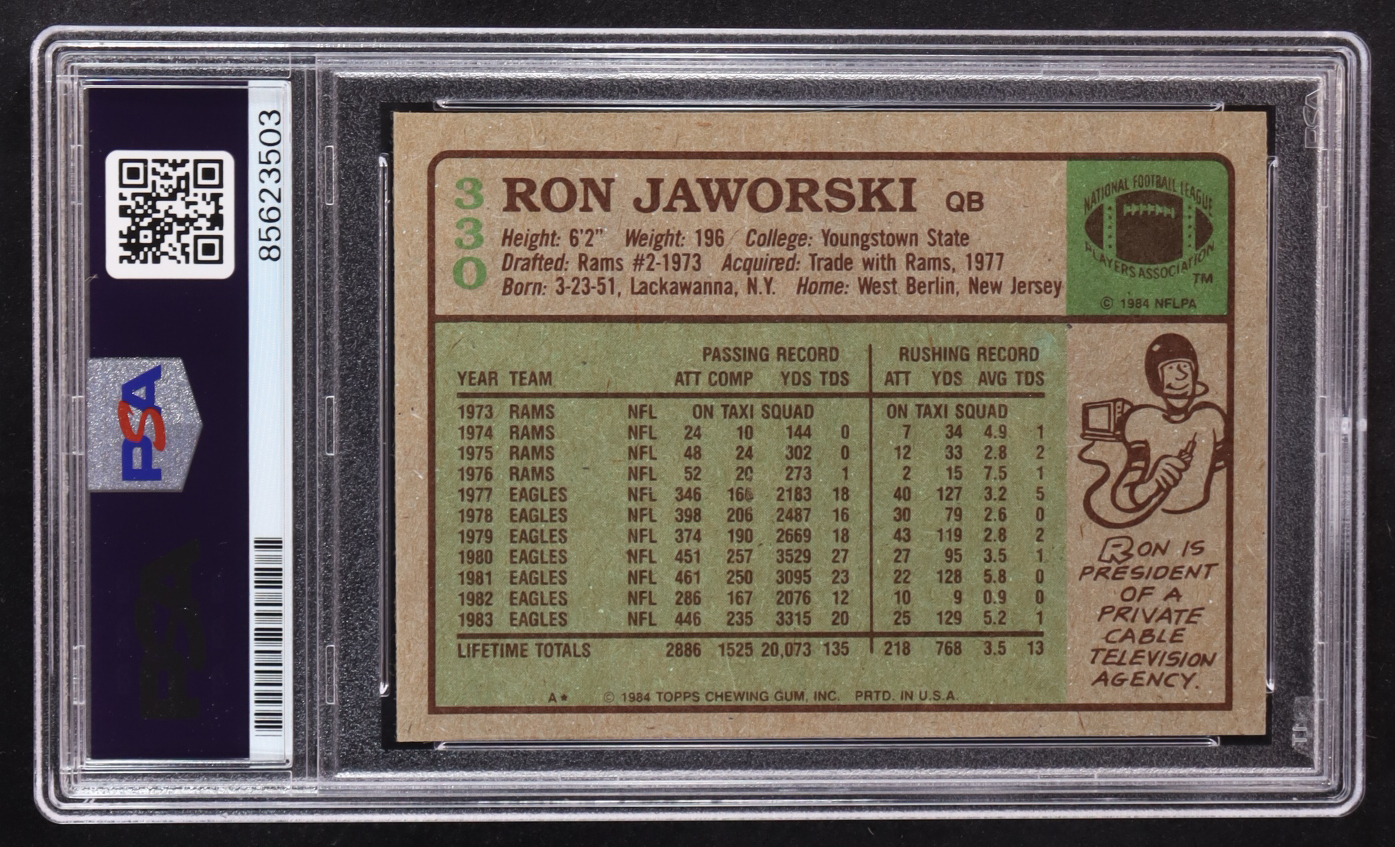 85623503
PSA
PSA
330
RON JAWORSKI QB
Height: 6'2" Weight: 196 College: Youngstown State
Drafted: Rams #2-1973 Acquired: Trade with Rams, 1977
Born: 3-23-51, Lackawanna, N.Y. Home: West Berlin, New Jersey
NATIONAL FOOTBALL LEAGUE
PLAYERS ASSOCIATION
TM
© 1984 NFLPA
PASSING RECORD RUSHING RECORD
YEAR TEAM ATT COMP YDS TDS ATT YDS AVG TDS
1973 RAMS NFL ON TAXI SQUAD ON TAXI SQUAD
1974 RAMS NFL 24 10 144 0 7 34 4.9 1
1975 RAMS NFL 48 24 302 0 12 33 2.8 2
1976 RAMS NFL 52 20 273 1 2 15 7.5 1
1977 EAGLES NFL 346 166 2183 18 40 127 3.2 5
1978 EAGLES NFL 398 206 2487 16 30 79 2.6 0
1979 EAGLES NFL 374 190 2669 18 43 119 2.8 2
1980 EAGLES NFL 451 257 3529 27 27 95 3.5 1
1981 EAGLES NFL 461 250 3095 23 22 128 5.8 0
1982 EAGLES NFL 286 167 2076 12 10 9 0.9 0
1983 EAGLES NFL 446 235 3315 20 25 129 5.2 1
LIFETIME TOTALS 2886 1525 20,073 135 218 768 3.5 13
A★ © 1984 TOPPS CHEWING GUM, INC. PRTD. IN U.S.A.
RON IS
PRESIDENT
OF A
PRIVATE
CABLE
TELEVISION
AGENCY.
PSA